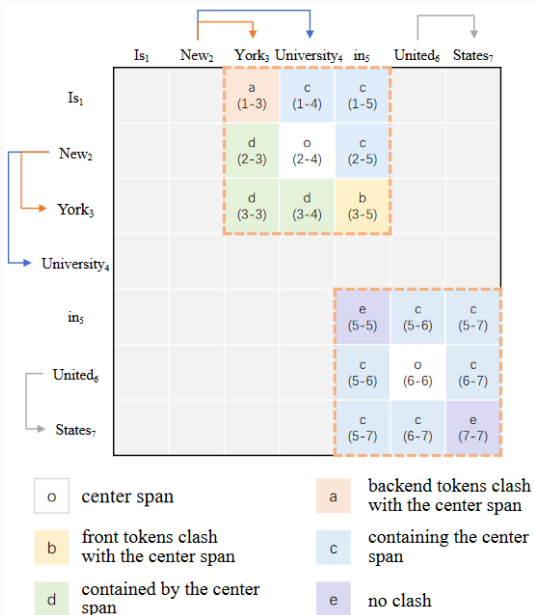 Is₁ New₂ York₃ University₄ in₅ United₆ States₇
Is₁ a c c
(1-3) (1-4) (1-5)
New₂ d o c
(2-3) (2-4) (2-5)
York₃ d d b
(3-3) (3-4) (3-5)
University₄
in₅ e c c
(5-5) (5-6) (5-7)
United₆ c o c
(5-6) (6-6) (6-7)
States₇ c c e
(5-7) (6-7) (7-7)
o center span
a backend tokens clash
with the center span
b front tokens clash
with the center span
c containing the center
span
d contained by the center
span
e no clash